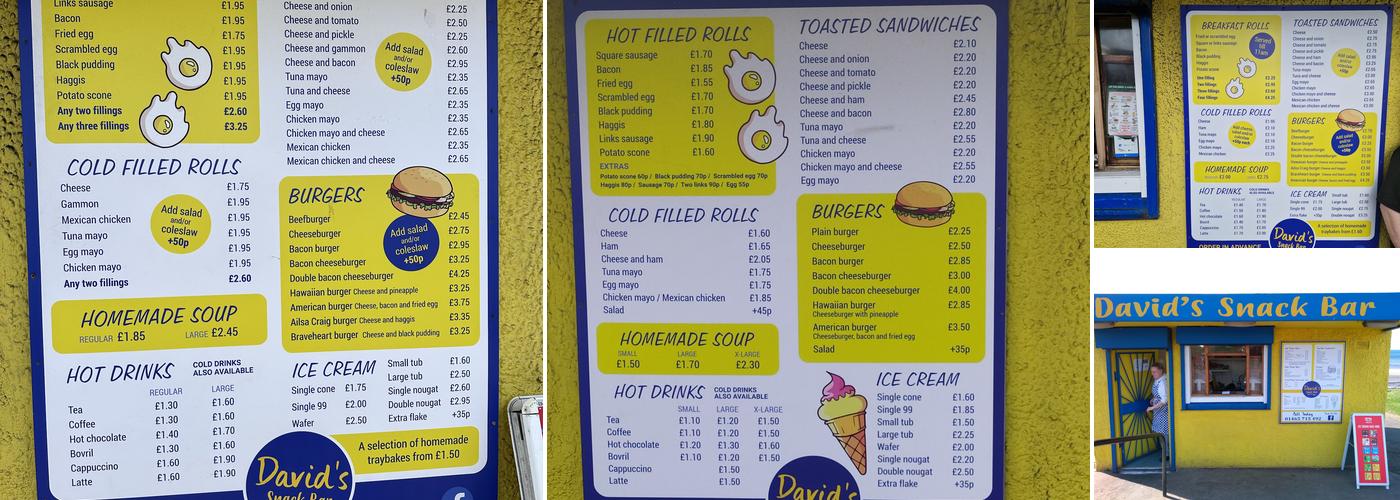 Links sausage £1.95
Bacon £1.95
Fried egg £1.75
Scrambled egg £1.95
Black pudding £1.95
Haggis £1.95
Potato scone £1.95
Any two fillings £2.60
Any three fillings £3.25
COLD FILLED ROLLS
Cheese £1.75
Gammon £1.95
Mexican chicken £1.95
Tuna mayo £1.95
Egg mayo £1.95
Chicken mayo £1.95
Any two fillings £2.60
Add salad
and/or
coleslaw
+50p
HOMEMADE SOUP
REGULAR £1.85 LARGE £2.45
HOT DRINKS COLD DRINKS
ALSO AVAILABLE
REGULAR LARGE
Tea £1.30 £1.60
Coffee £1.30 £1.60
Hot chocolate £1.40 £1.70
Bovril £1.30 £1.60
Cappuccino £1.60 £1.90
Latte £1.60 £1.90
Cheese and onion £2.25
Cheese and tomato £2.50
Cheese and pickle £2.25
Cheese and gammon £2.60
Cheese and bacon £2.95
Tuna mayo £2.35
Tuna and cheese £2.65
Egg mayo £2.35
Chicken mayo £2.35
Chicken mayo and cheese £2.65
Mexican chicken £2.35
Mexican chicken and cheese £2.65
Add salad
and/or
coleslaw
+50p
BURGERS
Beefburger £2.45
Cheeseburger £2.75
Bacon burger £2.95
Bacon cheeseburger £3.25
Double bacon cheeseburger £4.25
Hawaiian burger Cheese and pineapple £3.25
American burger Cheese, bacon and fried egg £3.75
Ailsa Craig burger Cheese and haggis £3.35
Braveheart burger Cheese and black pudding £3.25
Add salad
and/or
coleslaw
+50p
ICE CREAM
Single cone £1.75
Single 99 £2.00
Wafer £2.50
Small tub £1.60
Large tub £2.50
Single nougat £2.60
Double nougat £2.95
Extra flake +35p
A selection of homemade
traybakes from £1.50
David's
Snack Bar
HOT FILLED ROLLS
Square sausage £1.70
Bacon £1.85
Fried egg £1.55
Scrambled egg £1.70
Black pudding £1.70
Haggis £1.80
Links sausage £1.90
Potato scone £1.60
EXTRAS
Potato scone 60p / Black pudding 70p / Scrambled egg 70p
Haggis 80p / Sausage 70p / Two links 90p / Egg 55p
COLD FILLED ROLLS
Cheese £1.60
Ham £1.65
Cheese and ham £2.05
Tuna mayo £1.75
Egg mayo £1.75
Chicken mayo / Mexican chicken £1.85
Salad +45p
HOMEMADE SOUP
SMALL LARGE X-LARGE
£1.50 £1.70 £2.30
HOT DRINKS COLD DRINKS
ALSO AVAILABLE
SMALL LARGE X-LARGE
Tea £1.10 £1.20 £1.50
Coffee £1.10 £1.20 £1.50
Hot chocolate £1.20 £1.30 £1.60
Bovril £1.10 £1.20 £1.50
Cappuccino £1.50
Latte £1.50
TOASTED SANDWICHES
Cheese £2.10
Cheese and onion £2.20
Cheese and tomato £2.20
Cheese and pickle £2.20
Cheese and ham £2.45
Cheese and bacon £2.80
Tuna mayo £2.20
Tuna and cheese £2.55
Chicken mayo £2.20
Chicken mayo and cheese £2.55
Egg mayo £2.20
BURGERS
Plain burger £2.25
Cheeseburger £2.50
Bacon burger £2.85
Bacon cheeseburger £3.00
Double bacon cheeseburger £4.00
Hawaiian burger £2.85
Cheeseburger with pineapple
American burger £3.50
Cheeseburger, bacon and fried egg
Salad +35p
ICE CREAM
Single cone £1.60
Single 99 £1.85
Small tub £1.50
Large tub £2.25
Wafer £2.00
Single nougat £2.20
Double nougat £2.50
Extra flake +35p
David's
BREAKFAST ROLLS
Served
till
11am
TOASTED SANDWICHES
COLD FILLED ROLLS
BURGERS
HOMEMADE SOUP
HOT DRINKS
ICE CREAM
A selection of homemade
traybakes from £1.60
David's
ORDER IN ADVANCE
David's Snack Bar